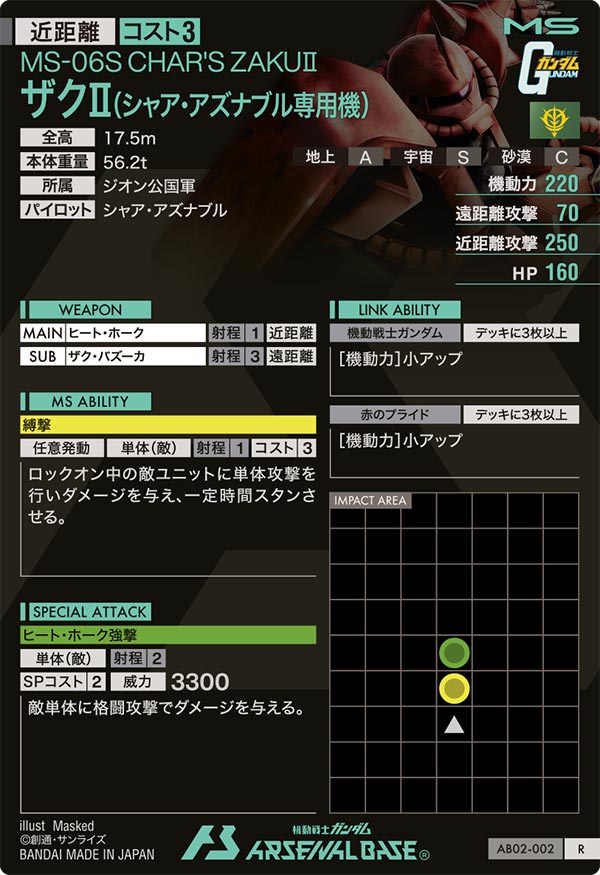 近距離 コスト3
MS
MS-06S CHAR'S ZAKUⅡ
機動戦士
ガンダム
GUNDAM
ザクⅡ(シャア・アズナブル専用機)
全高 17.5m
本体重量 56.2t
所属 ジオン公国軍
パイロット シャア・アズナブル
地上 A 宇宙 S 砂漠 C
機動力 220
遠距離攻撃 70
近距離攻撃 250
HP 160
WEAPON
MAIN ヒート・ホーク 射程 1 近距離
SUB ザク・バズーカ 射程 3 遠距離
MS ABILITY
縛撃
任意発動 単体(敵) 射程 1 コスト 3
ロックオン中の敵ユニットに単体攻撃を
行いダメージを与え、一定時間スタンさ
せる。
SPECIAL ATTACK
ヒート・ホーク強撃
単体(敵) 射程 2
SPコスト 2 威力 3300
敵単体に格闘攻撃でダメージを与える。
LINK ABILITY
機動戦士ガンダム デッキに3枚以上
[機動力]小アップ
赤のプライド デッキに3枚以上
[機動力]小アップ
IMPACT AREA
illust Masked
©創通・サンライズ
BANDAI MADE IN JAPAN
機動戦士ガンダム
AB ARSENAL BASE®
AB02-002 R